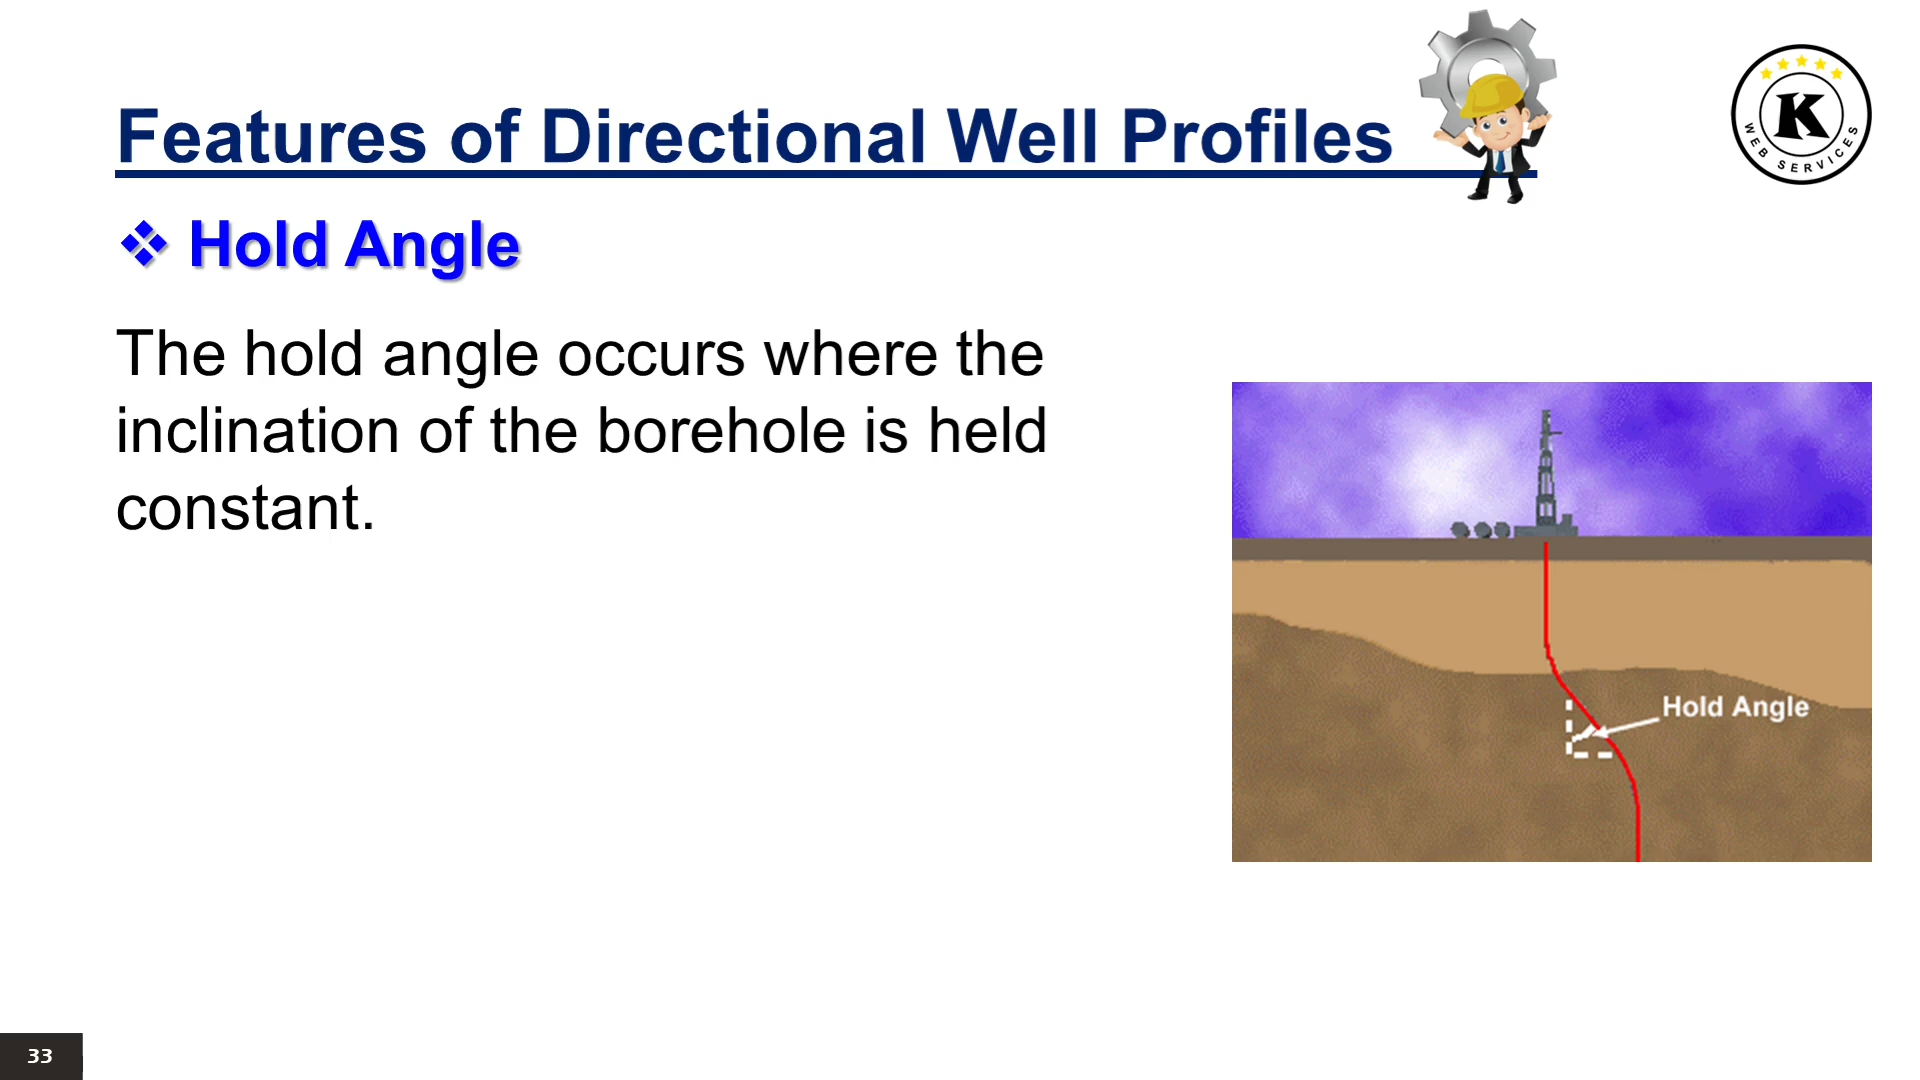 Features of Directional Well Profiles
K
WEB SERVICES
❖ Hold Angle
The hold angle occurs where the
inclination of the borehole is held
constant.
Hold Angle
33